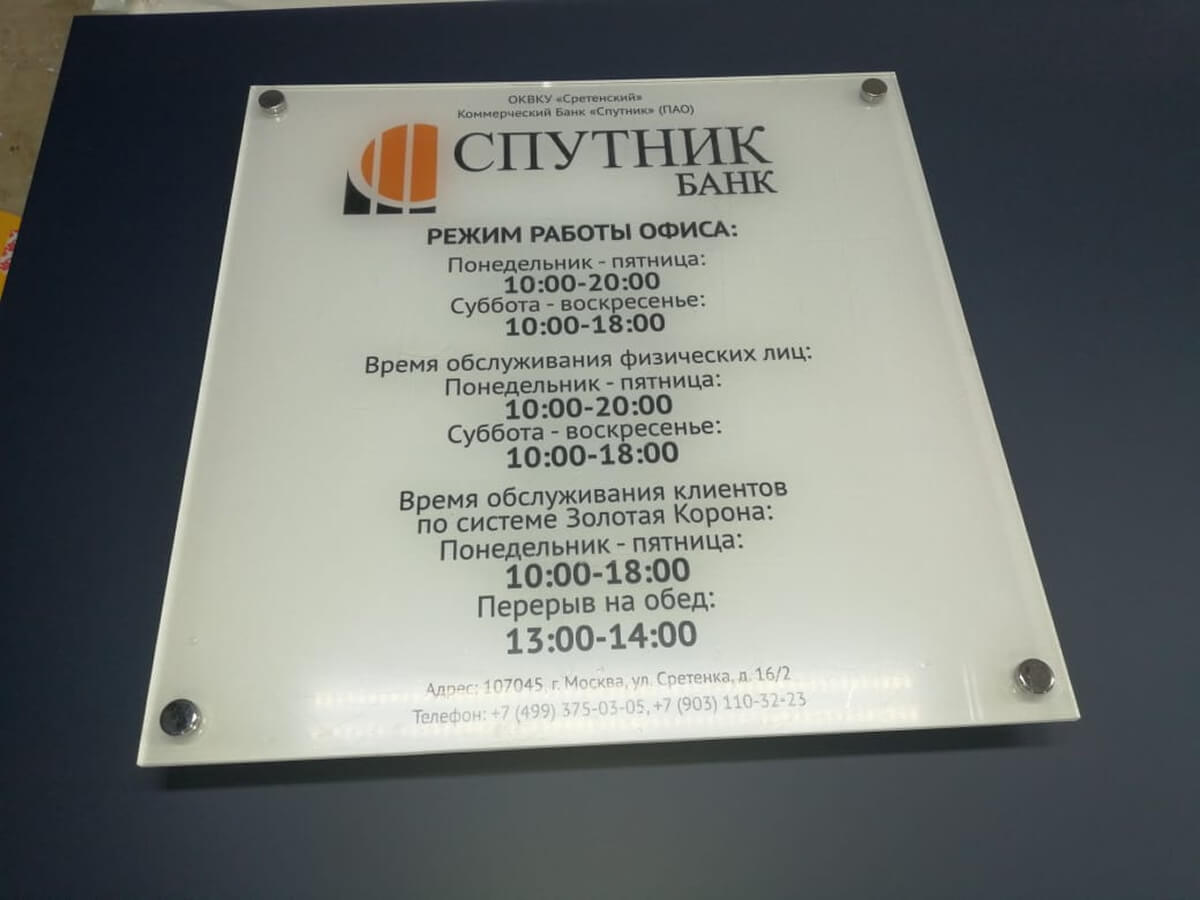 ОКВКУ «Сретенский»
Коммерческий Банк «Спутник» (ПАО)
СПУТНИК
БАНК
РЕЖИМ РАБОТЫ ОФИСА:
Понедельник - пятница:
10:00-20:00
Суббота - воскресенье:
10:00-18:00
Время обслуживания физических лиц:
Понедельник - пятница:
10:00-20:00
Суббота - воскресенье:
10:00-18:00
Время обслуживания клиентов
по системе Золотая Корона:
Понедельник - пятница:
10:00-18:00
Перерыв на обед:
13:00-14:00
Адрес: 107045, г. Москва, ул. Сретенка, д. 16/2
Телефон: +7 (499) 375-03-05, +7 (903) 110-32-23